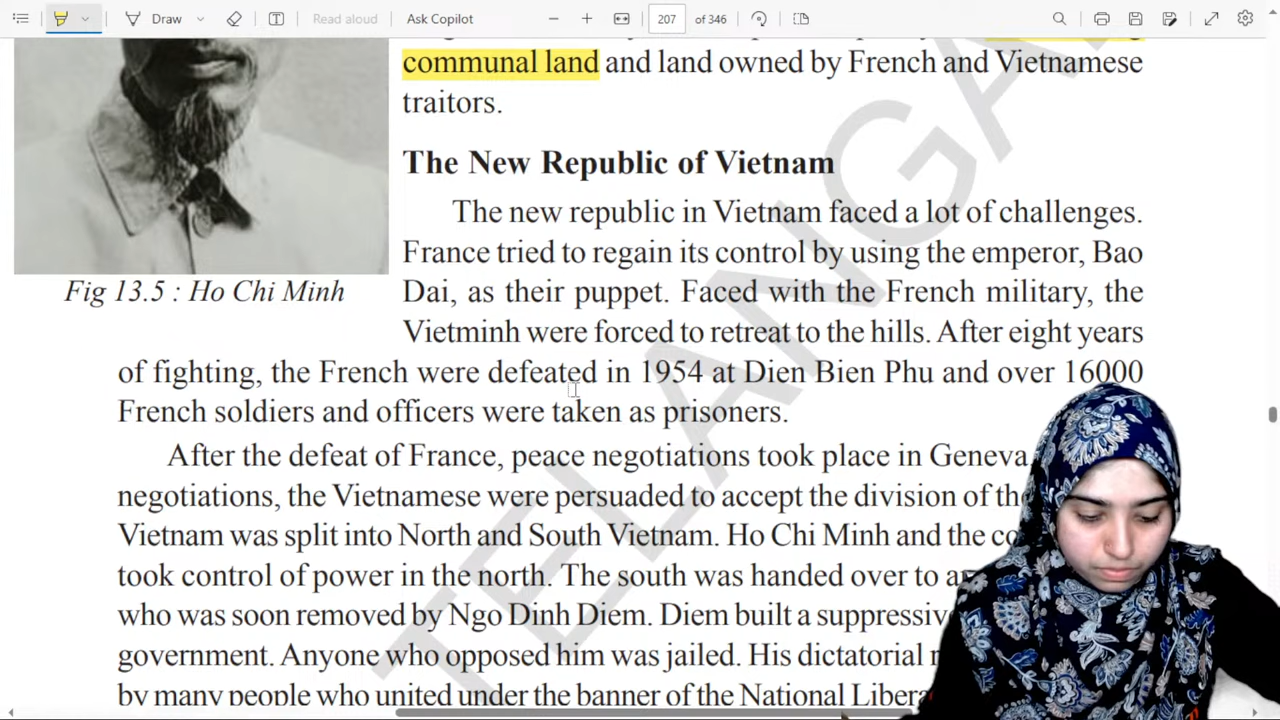 Draw
Read aloud
Ask Copilot
207
of 346
communal land and land owned by French and Vietnamese
traitors.
The New Republic of Vietnam
The new republic in Vietnam faced a lot of challenges.
France tried to regain its control by using the emperor, Bao
Dai, as their puppet. Faced with the French military, the
Fig 13.5 : Ho Chi Minh
Vietminh were forced to retreat to the hills. After eight years
of fighting, the French were defeated in 1954 at Dien Bien Phu and over 16000
French soldiers and officers were taken as prisoners.
After the defeat of France, peace negotiations took place in Geneva.
negotiations, the Vietnamese were persuaded to accept the division of
Vietnam was split into North and South Vietnam. Ho Chi Minh and the
took control of power in the north. The south was handed over to
who was soon removed by Ngo Dinh Diem. Diem built a
government. Anyone who opposed him was jailed. His dictatorial
by many people who united under the banner of the National
TELANGA